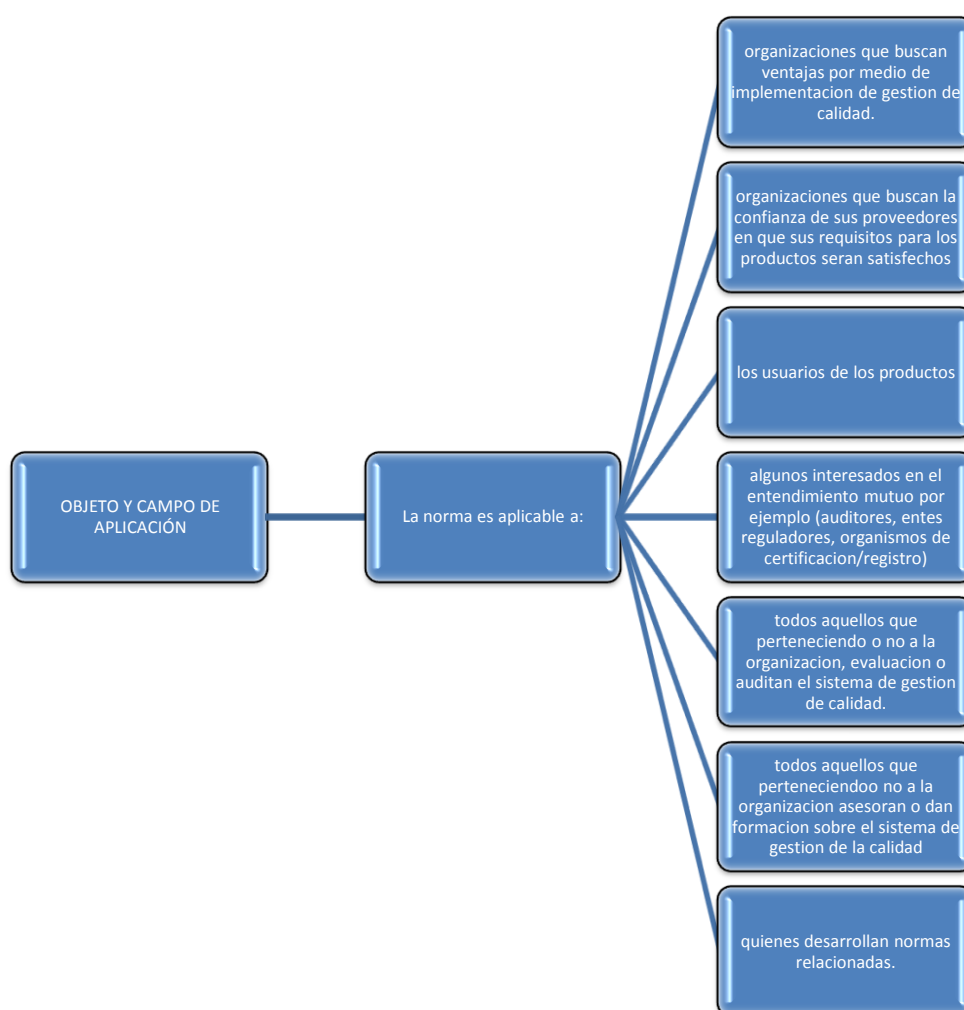 OBJETO Y CAMPO DE
APLICACIÓN
La norma es aplicable a:
organizaciones que buscan
ventajas por medio de
implementacion de gestion de
calidad.
organizaciones que buscan la
confianza de sus proveedores
en que sus requisitos para los
productos seran satisfechos
los usuarios de los productos
algunos interesados en el
entendimiento mutuo por
ejemplo (auditores, entes
reguladores, organismos de
certificacion/registro)
todos aquellos que
perteneciendo o no a la
organizacion, evaluacion o
auditan el sistema de gestion
de calidad.
todos aquellos que
perteneciendoo no a la
organizacion asesoran o dan
formacion sobre el sistema de
gestion de la calidad
quienes desarrollan normas
relacionadas.